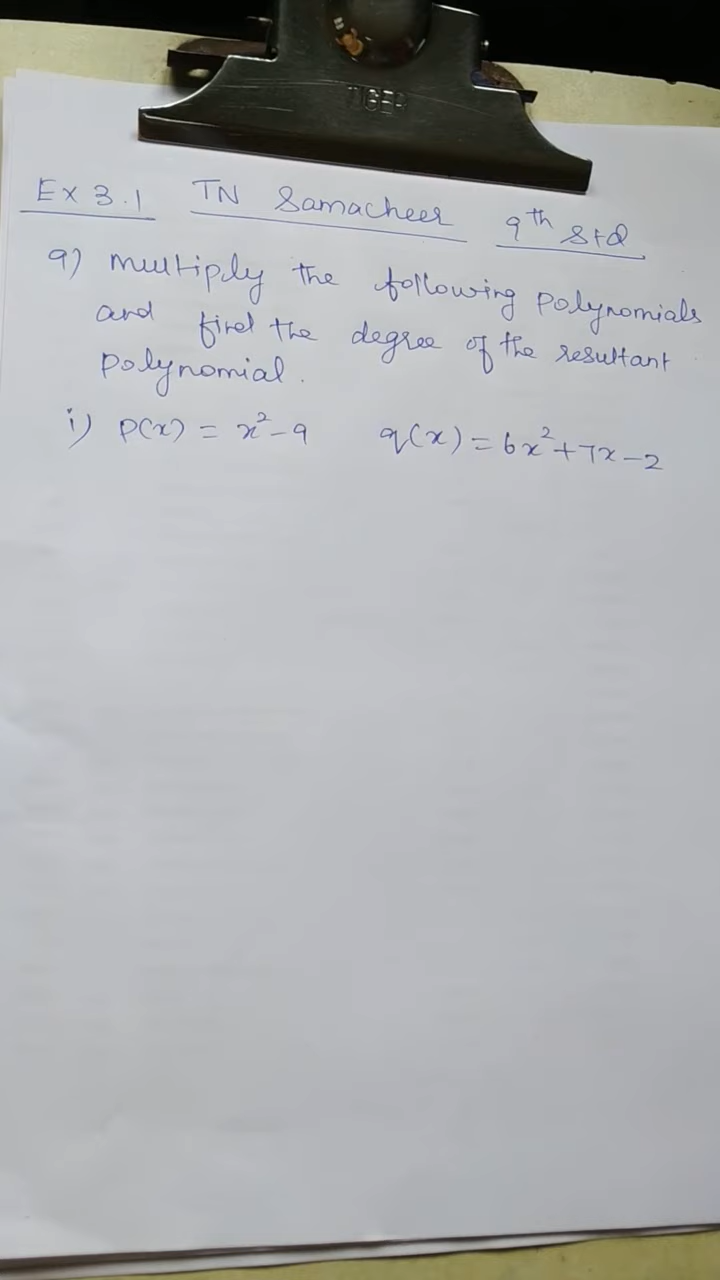 TIGER
Ex 3.1 TN Samacheer 9th Std
9) Multiply the following polynomials
and find the degree of the resultant
polynomial.
i) P(x) = x² - 9 q(x) = 6x² + 7x - 2